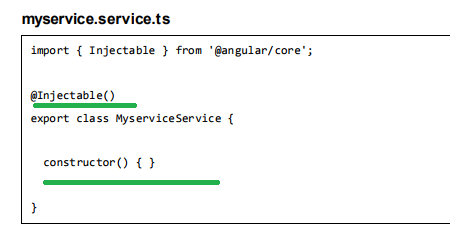 myservice.service.ts
import { Injectable } from '@angular/core';
@Injectable()
export class MyserviceService {
constructor() { }
}